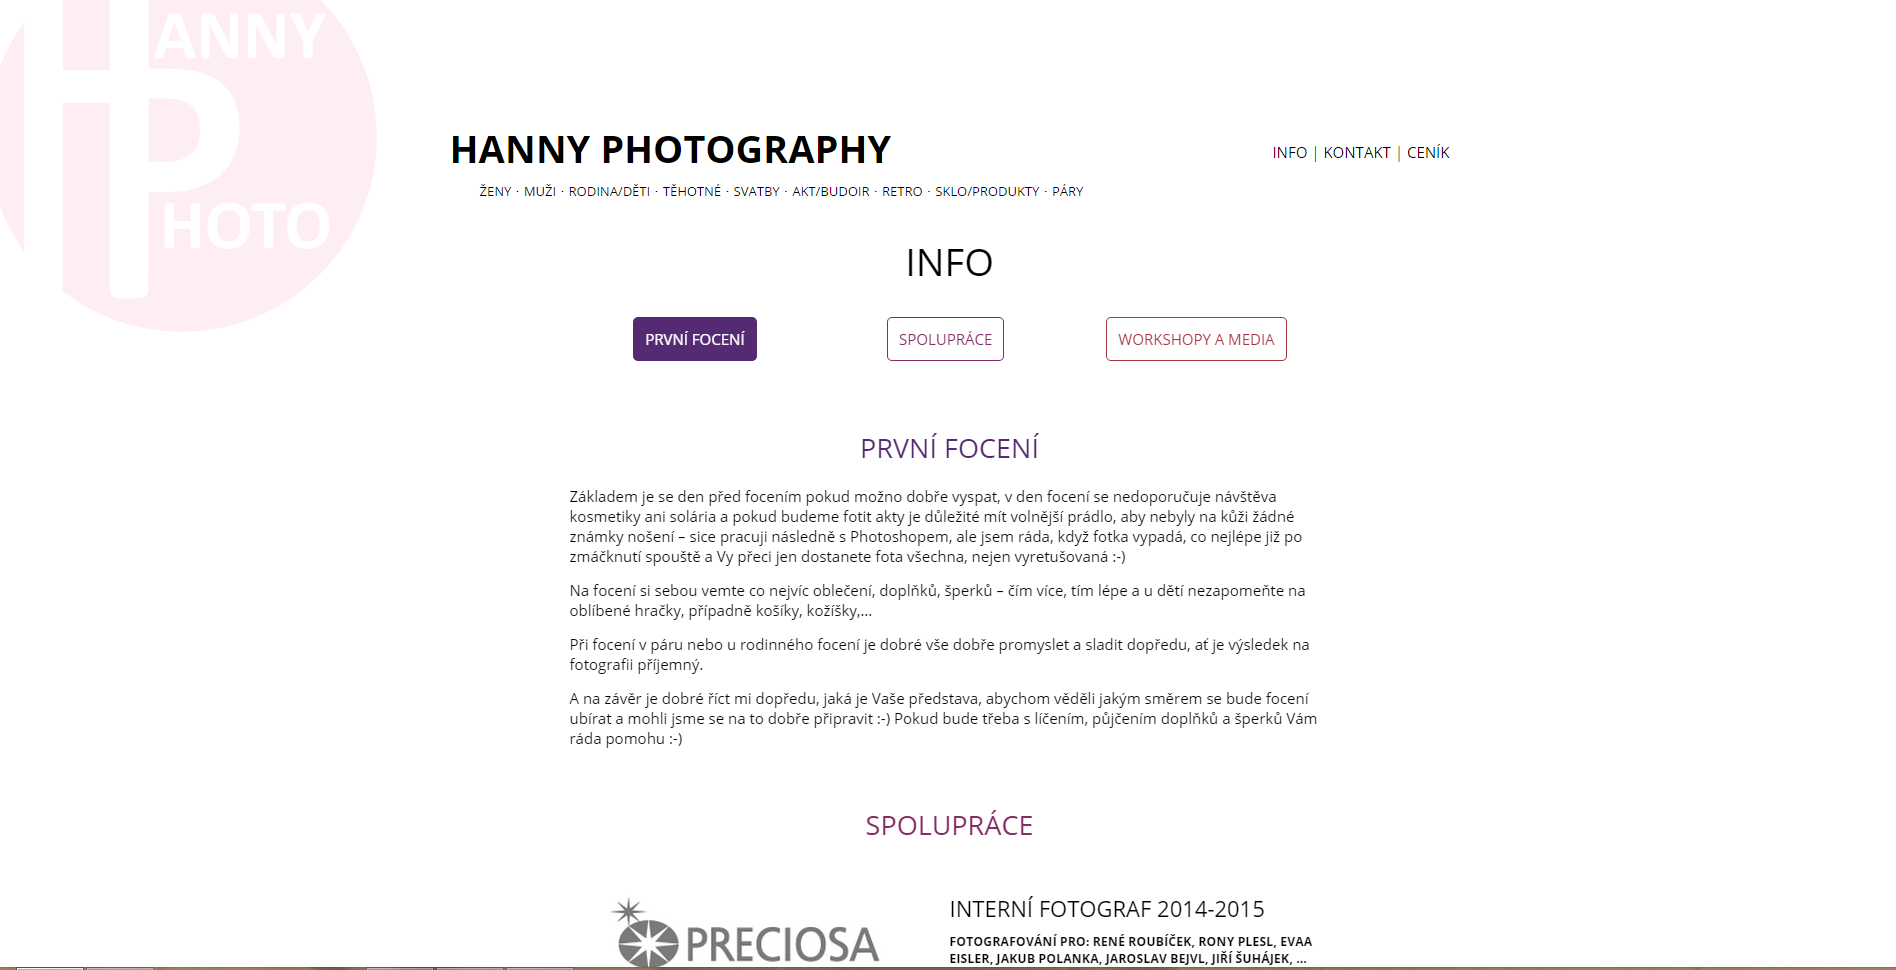 HANNY
PHOTO
HANNY PHOTOGRAPHY
INFO | KONTAKT | CENÍK
ŽENY · MUŽI · RODINA/DĚTI · TĚHOTNÉ · SVATBY · AKT/BUDOIR · RETRO · SKLO/PRODUKTY · PÁRY
INFO
PRVNÍ FOCENÍ
SPOLUPRÁCE
WORKSHOPY A MEDIA
PRVNÍ FOCENÍ
Základem je se den před focením pokud možno dobře vyspat, v den focení se nedoporučuje návštěva
kosmetiky ani solária a pokud budeme fotit akty je důležité mít volnější prádlo, aby nebyly na kůži žádné
známky nošení – sice pracuji následně s Photoshopem, ale jsem ráda, když fotka vypadá, co nejlépe již po
zmáčknutí spouště a Vy přeci jen dostanete fota všechna, nejen vyretušovaná :-)
Na focení si sebou vemte co nejvíc oblečení, doplňků, šperků – čím více, tím lépe a u dětí nezapomeňte na
oblíbené hračky, případně košíky, kožíšky,...
Při focení v páru nebo u rodinného focení je dobré vše dobře promyslet a sladit dopředu, ať je výsledek na
fotografii příjemný.
A na závěr je dobré říct mi dopředu, jaká je Vaše představa, abychom věděli jakým směrem se bude focení
ubírat a mohli jsme se na to dobře připravit :-) Pokud bude třeba s líčením, půjčením doplňků a šperků Vám
ráda pomohu :-)
SPOLUPRÁCE
PRECIOSA
INTERNÍ FOTOGRAF 2014-2015
FOTOGRAFOVÁNÍ PRO: RENÉ ROUBÍČEK, RONY PLESL, EVAA
EISLER, JAKUB POLANKA, JAROSLAV BEJVL, JIŘÍ ŠUHÁJEK, ...